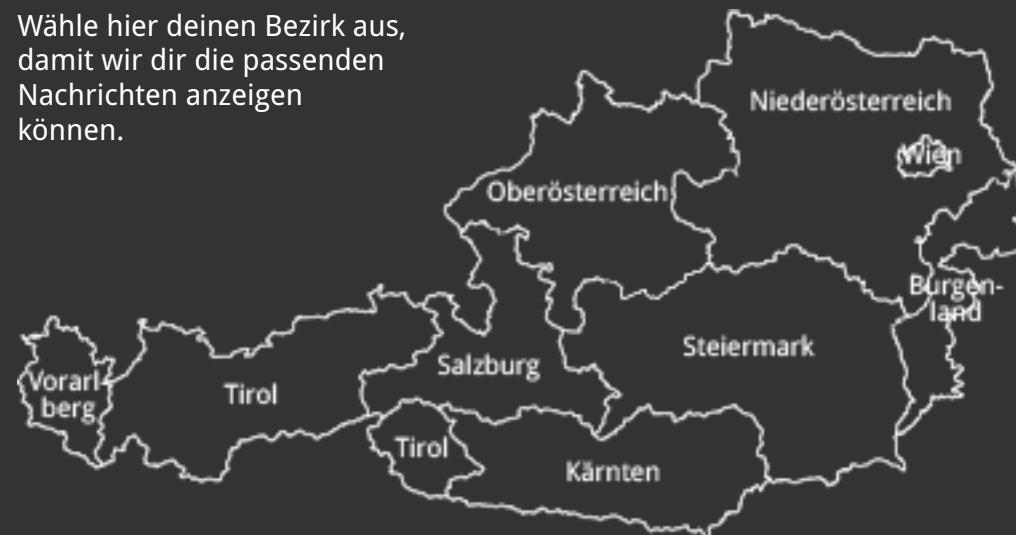 Wähle hier deinen Bezirk aus,
damit wir dir die passenden
Nachrichten anzeigen
können.
Niederösterreich
Wien
Oberösterreich
Burgen-
land
Steiermark
Salzburg
Vorarl-
berg
Tirol
Tirol
Kärnten